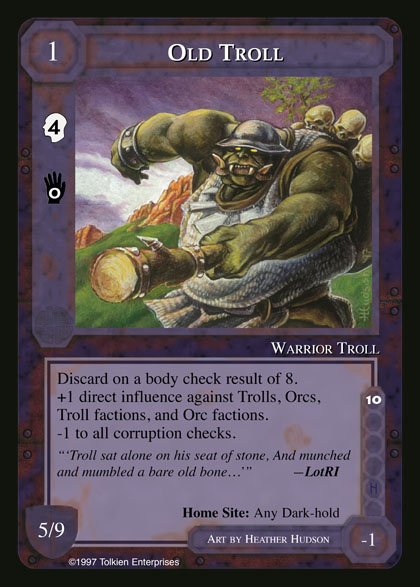 1
OLD TROLL
4
0
WARRIOR TROLL
Discard on a body check result of 8.
+1 direct influence against Trolls, Orcs,
Troll factions, and Orc factions.
-1 to all corruption checks.
“‘Troll sat alone on his seat of stone, And munched
and mumbled a bare old bone…’” —LotRI
10
H
Home Site: Any Dark-hold
5/9
ART BY HEATHER HUDSON
-1
©1997 Tolkien Enterprises